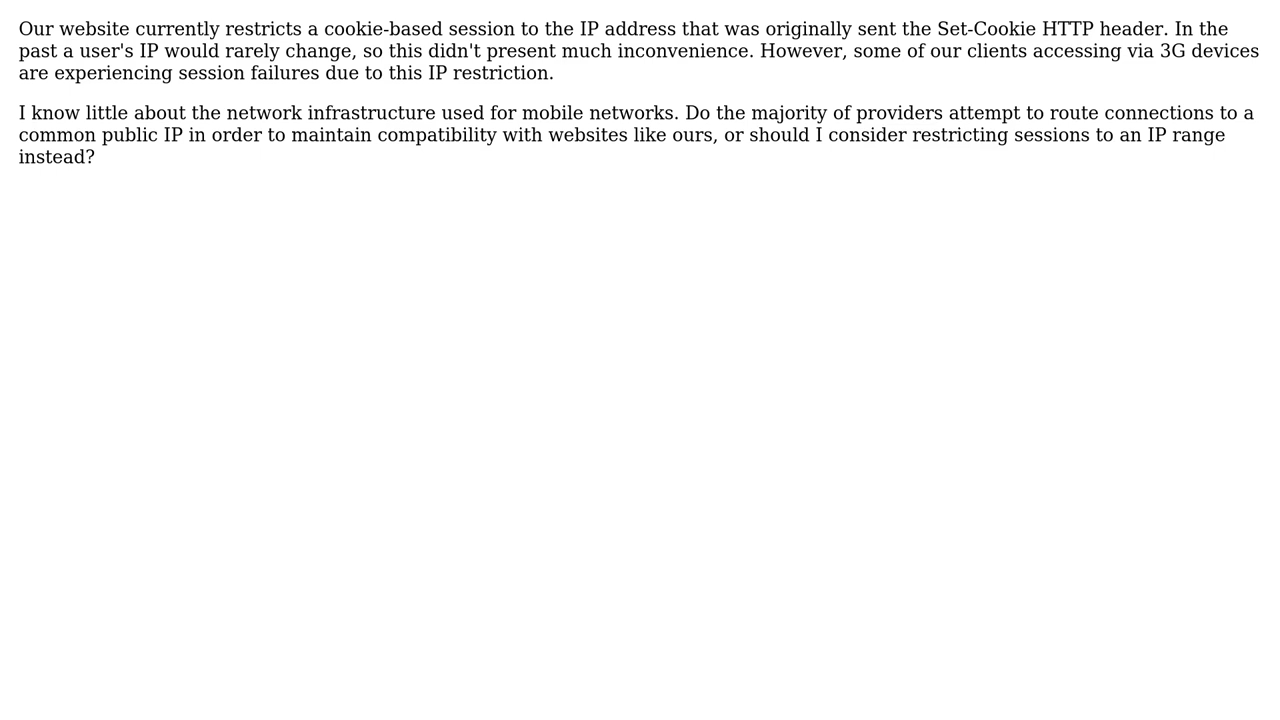 Our website currently restricts a cookie-based session to the IP address that was originally sent the Set-Cookie HTTP header. In the
past a user's IP would rarely change, so this didn't present much inconvenience. However, some of our clients accessing via 3G devices
are experiencing session failures due to this IP restriction.
I know little about the network infrastructure used for mobile networks. Do the majority of providers attempt to route connections to a
common public IP in order to maintain compatibility with websites like ours, or should I consider restricting sessions to an IP range
instead?